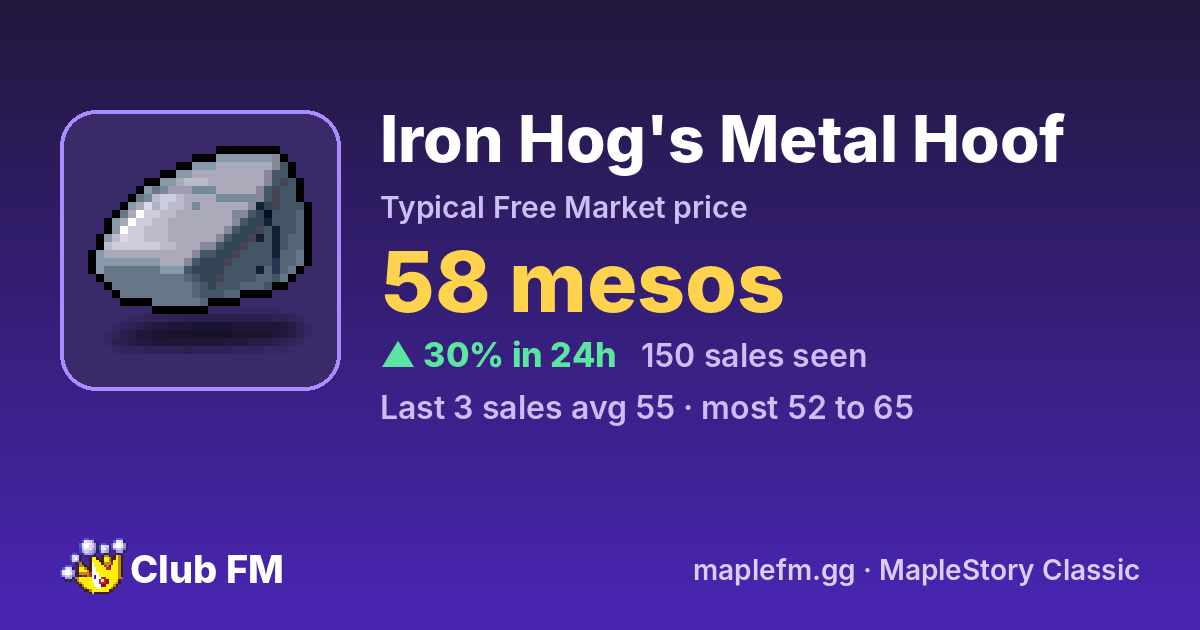 Iron Hog's Metal Hoof
Typical Free Market price
58 mesos
▲ 30% in 24h 150 sales seen
Last 3 sales avg 55 · most 52 to 65
Club FM
maplefm.gg · MapleStory Classic